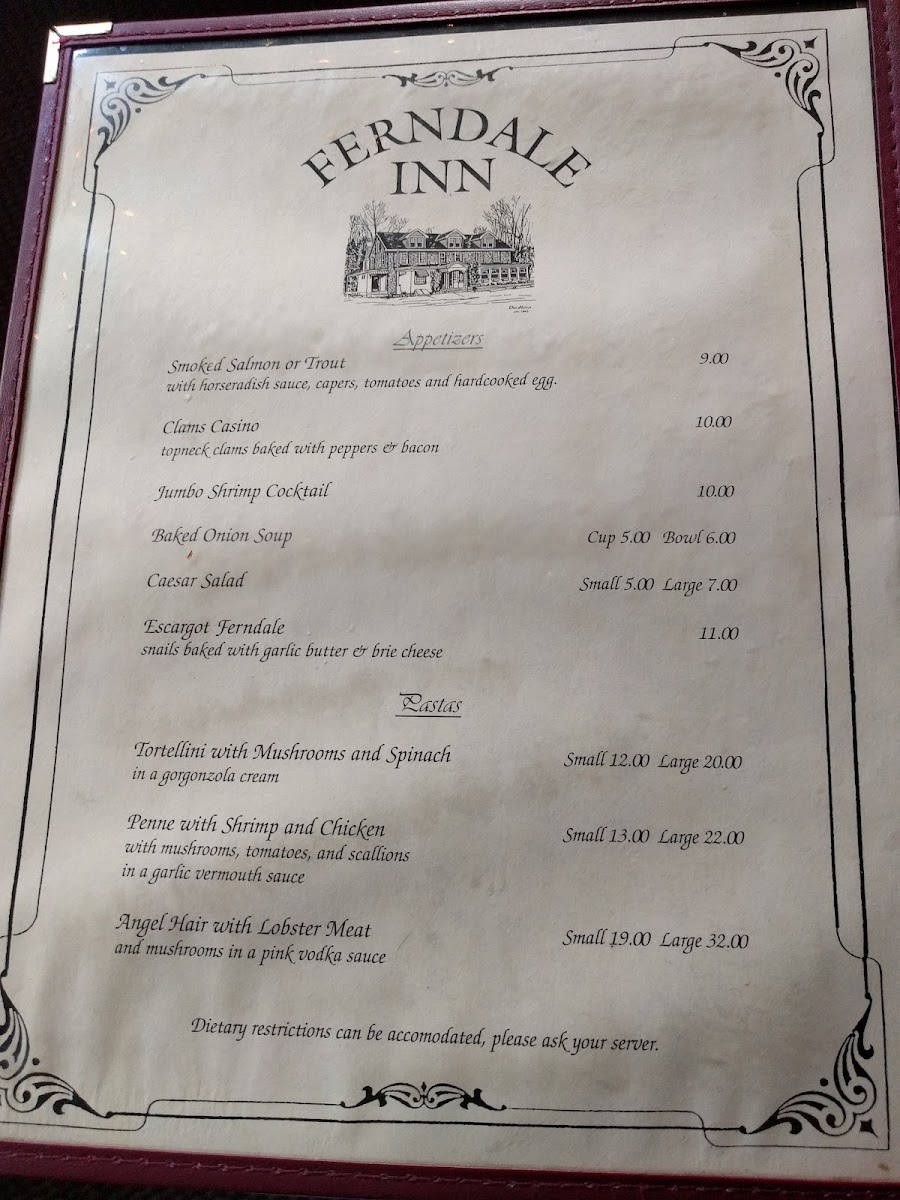 FERNDALE
INN
Appetizers
Smoked Salmon or Trout 9.00
with horseradish sauce, capers, tomatoes and hardcooked egg.
Clams Casino 10.00
topneck clams baked with peppers & bacon
Jumbo Shrimp Cocktail 10.00
Baked Onion Soup Cup 5.00 Bowl 6.00
Caesar Salad Small 5.00 Large 7.00
Escargot Ferndale 11.00
snails baked with garlic butter & brie cheese
Pastas
Tortellini with Mushrooms and Spinach Small 12.00 Large 20.00
in a gorgonzola cream
Penne with Shrimp and Chicken Small 13.00 Large 22.00
with mushrooms, tomatoes, and scallions
in a garlic vermouth sauce
Angel Hair with Lobster Meat Small 19.00 Large 32.00
and mushrooms in a pink vodka sauce
Dietary restrictions can be accomodated, please ask your server.